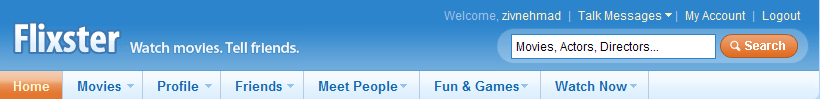 Welcome, zivnehmad | Talk Messages | My Account | Logout
Flixster Watch movies. Tell friends.
Movies, Actors, Directors... Search
Home Movies Profile Friends Meet People Fun & Games Watch Now